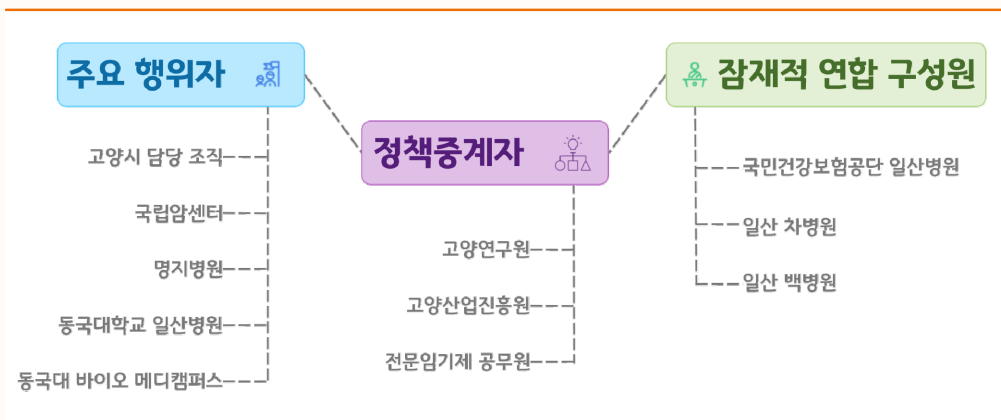 주요 행위자
고양시 담당 조직
국립암센터
명지병원
동국대학교 일산병원
동국대 바이오 메디캠퍼스
정책중계자
고양연구원
고양산업진흥원
전문임기제 공무원
잠재적 연합 구성원
국민건강보험공단 일산병원
일산 차병원
일산 백병원